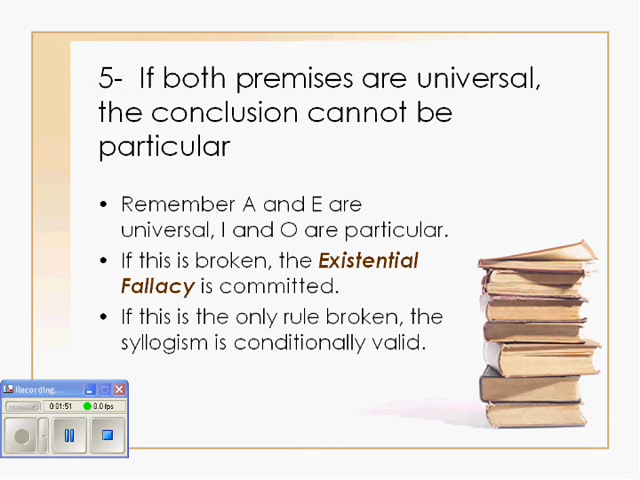 5- If both premises are universal,
the conclusion cannot be
particular
• Remember A and E are
universal, I and O are particular.
• If this is broken, the Existential
Fallacy is committed.
• If this is the only rule broken, the
syllogism is conditionally valid.
Recording...
0:01:51 0.0 fps